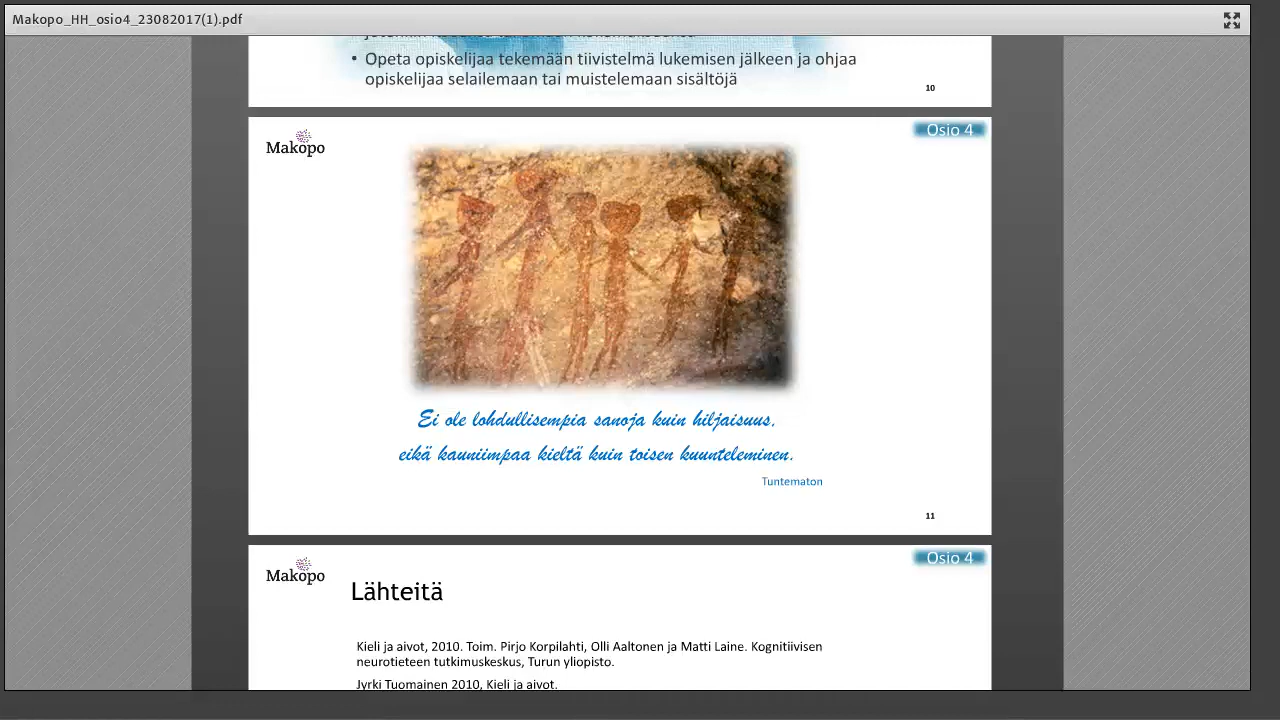 Makopo_HH_osio4_23082017(1).pdf
• Opeta opiskelijaa tekemään tiivistelmä lukemisen jälkeen ja ohjaa
opiskelijaa selailemaan tai muistelemaan sisältöjä
10
Osio 4
Makopo
Ei ole lohdullisempia sanoja kuin hiljaisuus,
eikä kauniimpaa kieltä kuin toisen kuunteleminen.
Tuntematon
11
Osio 4
Makopo
Lähteitä
Kieli ja aivot, 2010. Toim. Pirjo Korpilahti, Olli Aaltonen ja Matti Laine. Kognitiivisen
neurotieteen tutkimuskeskus, Turun yliopisto.
Jyrki Tuomainen 2010, Kieli ja aivot.